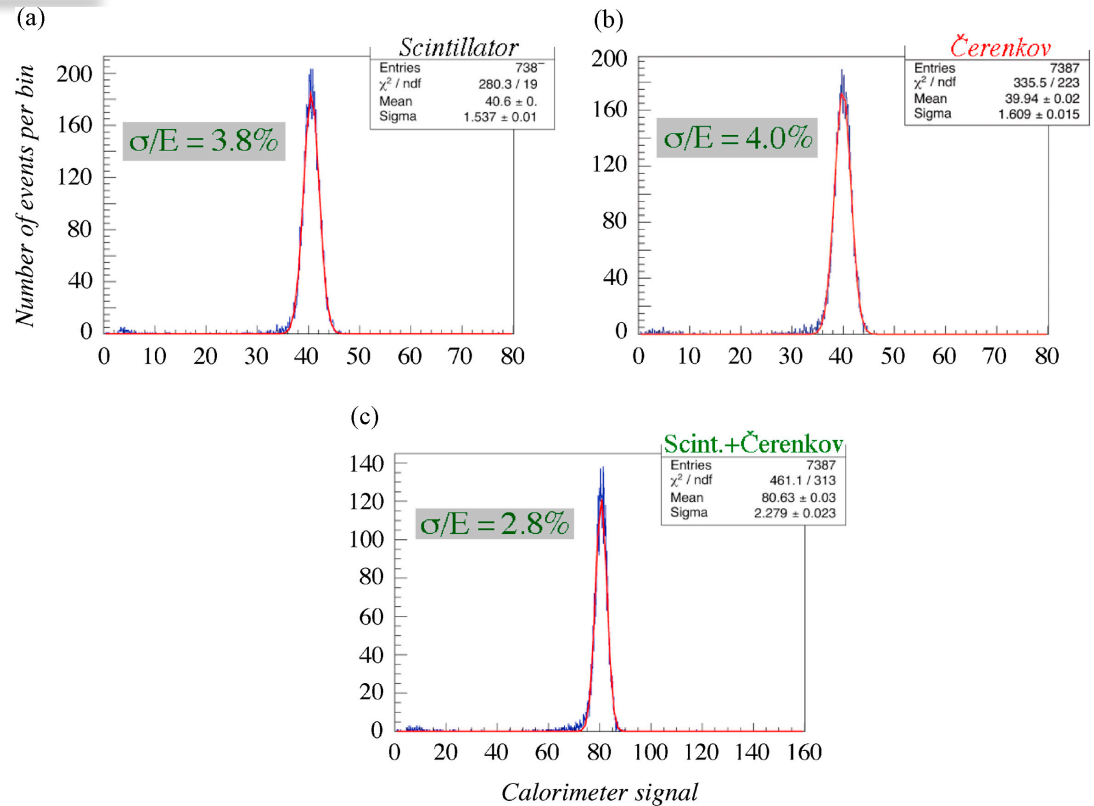 (a)
Scintillator
Entries 738
χ² / ndf 280.3 / 19
Mean 40.6 ± 0.
Sigma 1.537 ± 0.01
σ/E = 3.8%
Number of events per bin
200
160
120
80
40
0
0 10 20 30 40 50 60 70 80
(b)
Čerenkov
Entries 7387
χ² / ndf 335.5 / 223
Mean 39.94 ± 0.02
Sigma 1.609 ± 0.015
σ/E = 4.0%
200
160
120
80
40
0
0 10 20 30 40 50 60 70 80
(c)
Scint.+Čerenkov
Entries 7387
χ² / ndf 461.1 / 313
Mean 80.63 ± 0.03
Sigma 2.279 ± 0.023
σ/E = 2.8%
140
120
100
80
60
40
20
0
0 20 40 60 80 100 120 140 160
Calorimeter signal